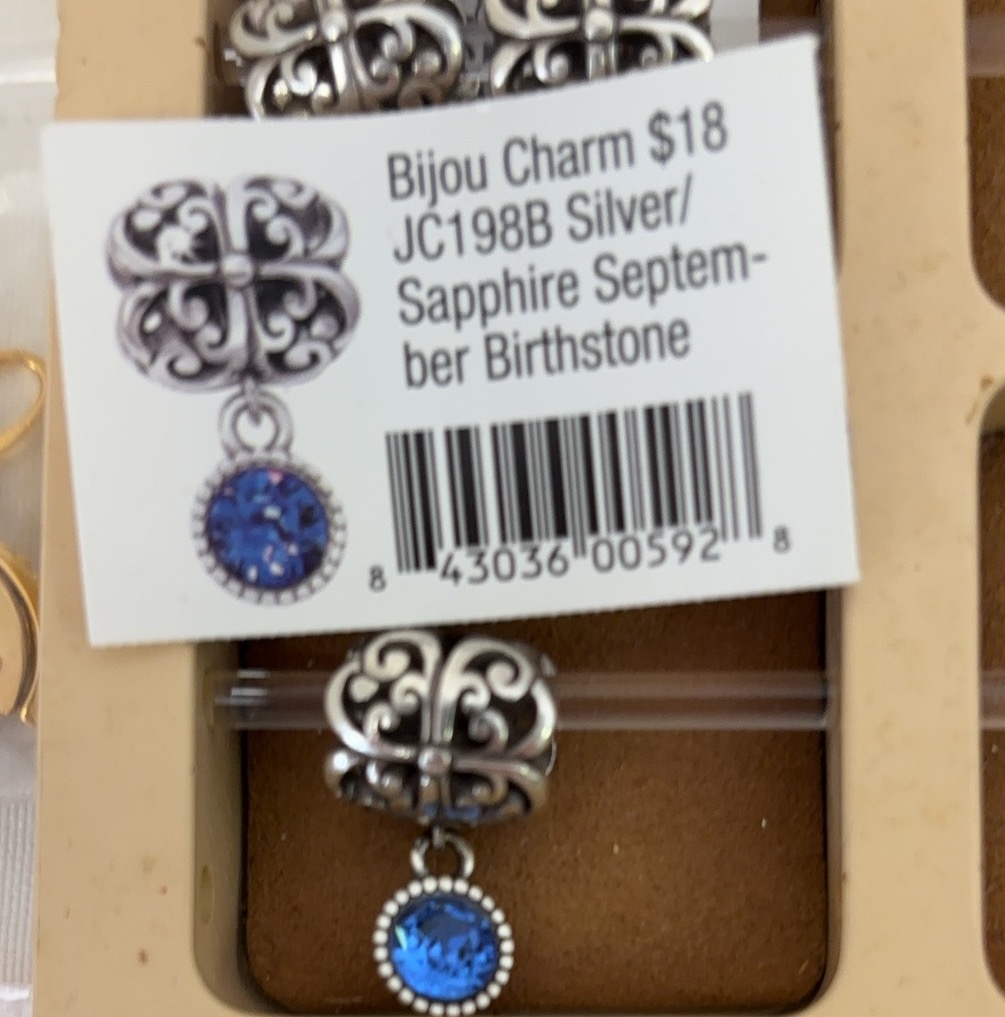 Bijou Charm $18
JC198B Silver/
Sapphire Septem-
ber Birthstone
8 43036 00592 8